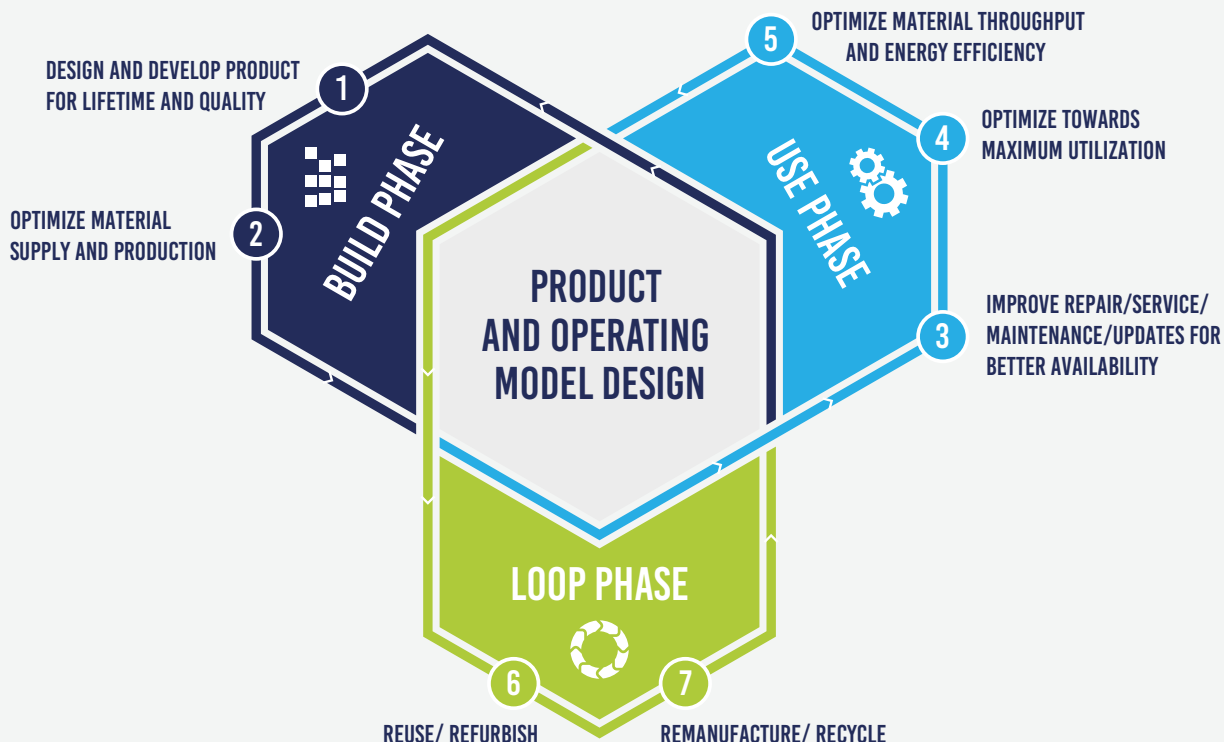 5
OPTIMIZE MATERIAL THROUGHPUT
AND ENERGY EFFICIENCY
DESIGN AND DEVELOP PRODUCT
FOR LIFETIME AND QUALITY
1
4
OPTIMIZE TOWARDS
MAXIMUM UTILIZATION
BUILD PHASE
USE PHASE
OPTIMIZE MATERIAL
SUPPLY AND PRODUCTION
2
PRODUCT
AND OPERATING
MODEL DESIGN
3
IMPROVE REPAIR/SERVICE/
MAINTENANCE/UPDATES FOR
BETTER AVAILABILITY
LOOP PHASE
6
7
REUSE/ REFURBISH
REMANUFACTURE/ RECYCLE